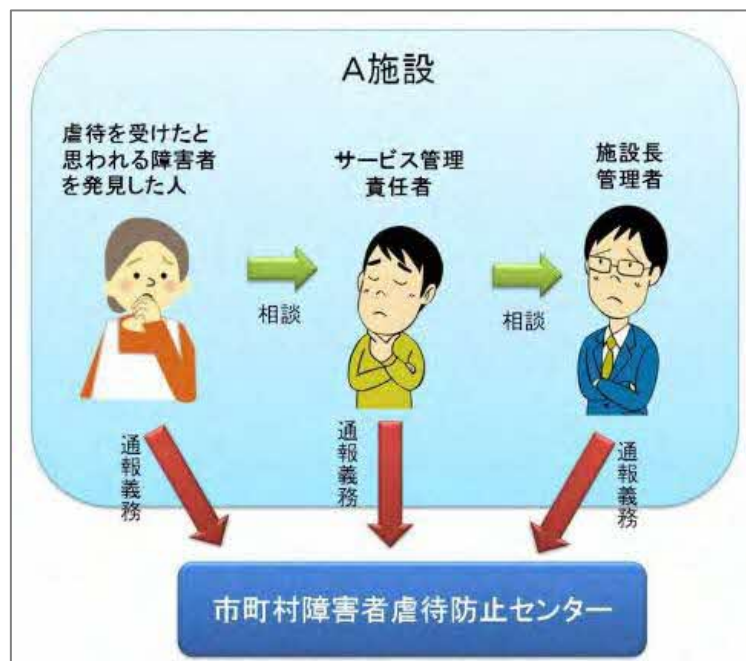 A施設
虐待を受けたと
思われる障害者
を発見した人
サービス管理
責任者
施設長
管理者
相談
相談
通報義務
通報義務
通報義務
市町村障害者虐待防止センター